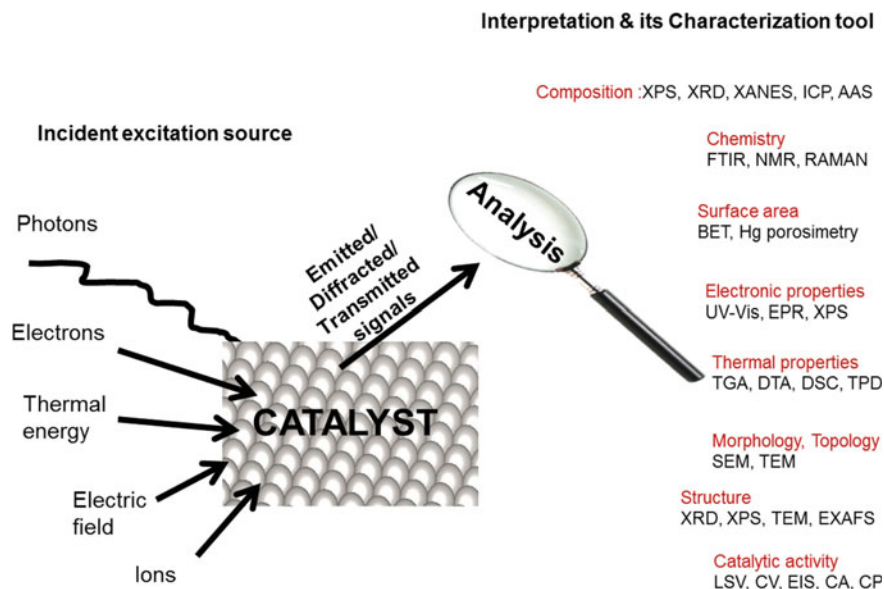 Interpretation & its Characterization tool
Composition :XPS, XRD, XANES, ICP, AAS
Incident excitation source
Chemistry
FTIR, NMR, RAMAN
Photons
Analysis
Surface area
BET, Hg porosimetry
Emitted/
Diffracted/
Transmitted
signals
Electronic properties
UV-Vis, EPR, XPS
Electrons
Thermal properties
TGA, DTA, DSC, TPD
Thermal
energy
CATALYST
Morphology, Topology
SEM, TEM
Electric
field
Structure
XRD, XPS, TEM, EXAFS
Ions
Catalytic activity
LSV, CV, EIS, CA, CP